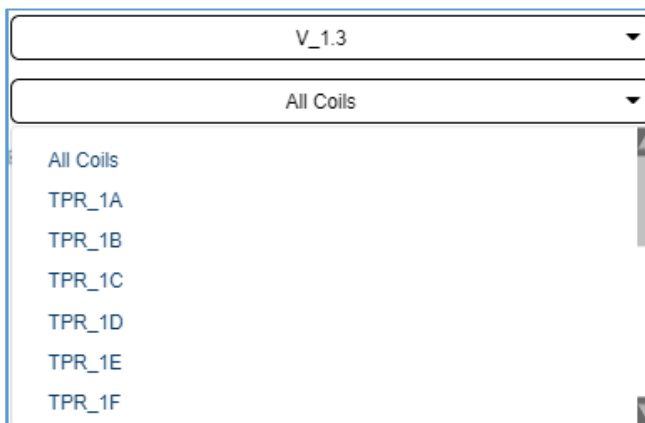 V_1.3
All Coils
All Coils
TPR_1A
TPR_1B
TPR_1C
TPR_1D
TPR_1E
TPR_1F